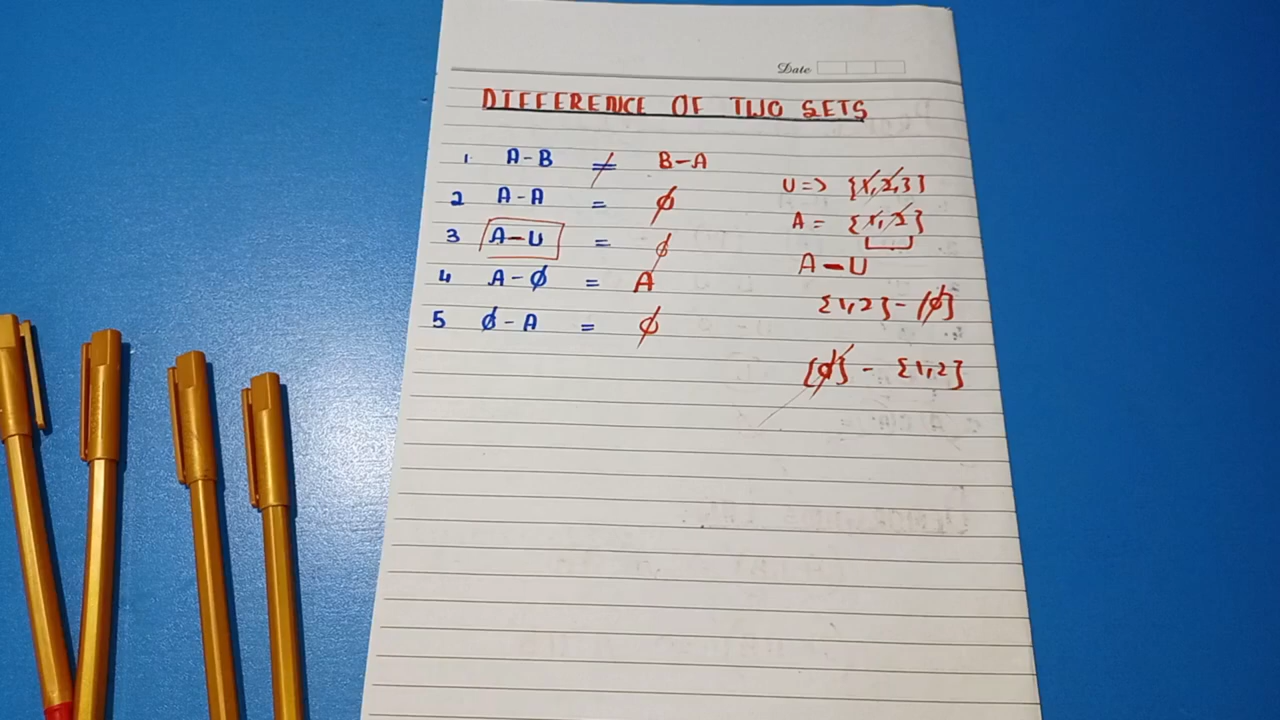 Date
DIFFERENCE OF TWO SETS
1. A-B ≠ B-A
2 A-A = ϕ
3 A-U = ϕ
4 A-ϕ = A
5 ϕ-A = ϕ
U => {1,2,3}
A = {1,2}
A-U
{1,2} - {ϕ}
{ϕ} - {1,2}